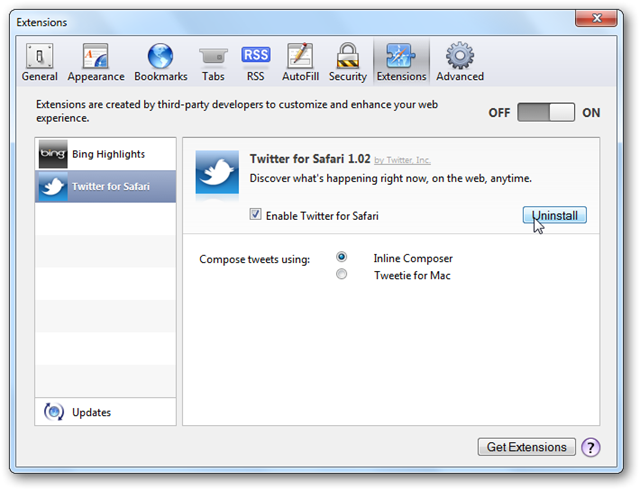 Extensions
General Appearance Bookmarks Tabs RSS RSS AutoFill Security Extensions Advanced
Extensions are created by third-party developers to customize and enhance your web
experience.
OFF ON
bing Bing Highlights
Twitter for Safari
Twitter for Safari 1.02 by Twitter, Inc.
Discover what's happening right now, on the web, anytime.
Enable Twitter for Safari
Uninstall
Compose tweets using: Inline Composer
Tweetie for Mac
Updates
Get Extensions ?